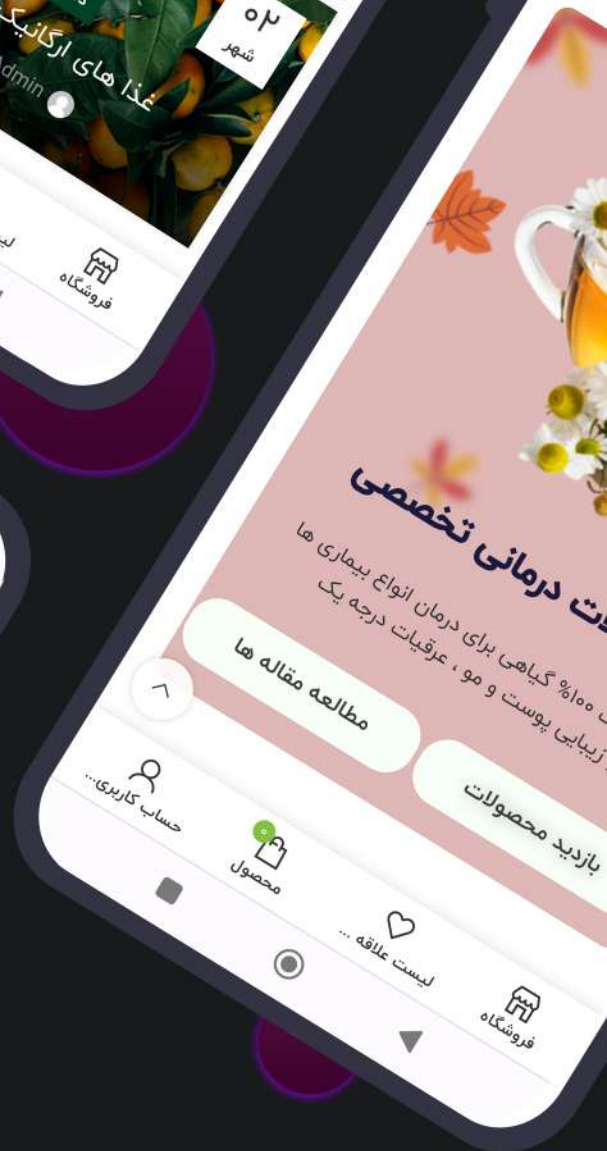 ۰۲
شهر
غذا های ارگانیک
Admin
فروشگاه
درمانی تخصصی
۱۰۰% گیاهی برای درمان انواع بیماری ها
زیبایی پوست و مو ، عرقیات درجه یک
مطالعه مقاله ها
بازدید محصولات
حساب کاربری...
۰
محصول
لیست علاقه ...
فروشگاه